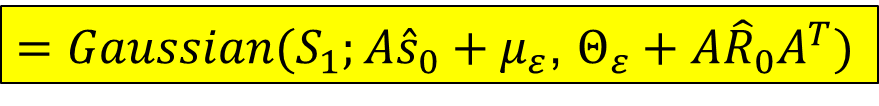 = Gaussian(S₁; Aŝ₀ + μ_ε, Θ_ε + AR̂₀Aᵀ)